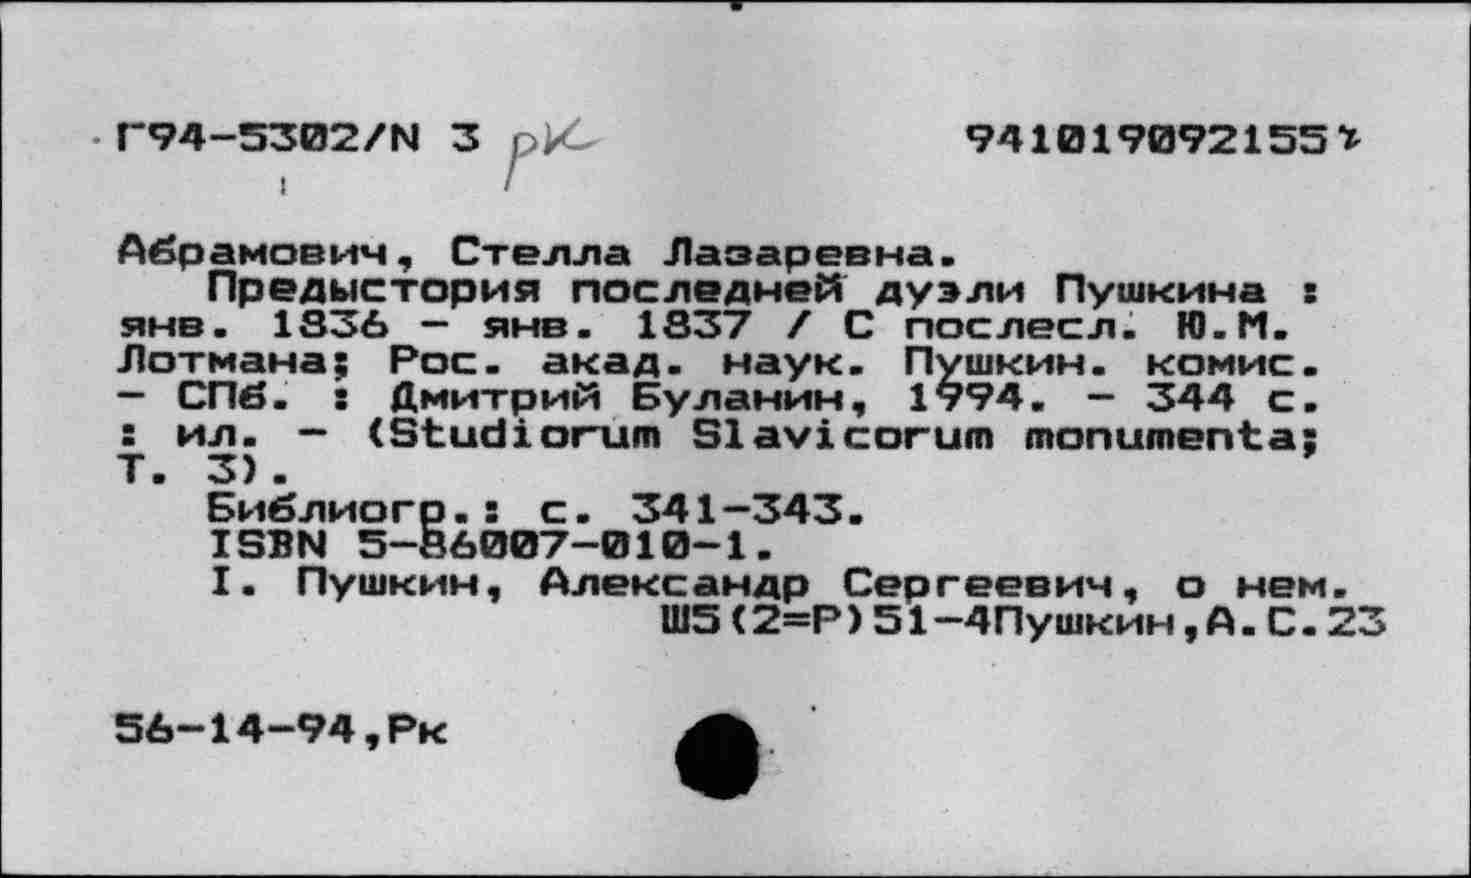 Г94-5302/N 3 рк 9410190921552
Абрамович, Стелла Лазаревна.
Предыстория последней дуэли Пушкина :
янв. 1836 - янв. 1837 / С послесл. Ю.М.
Лотмана; Рос. акад. наук. Пушкин. комис.
- СПб. : Дмитрий Буланин, 1994. - 344 с.
: ил. - (Studiorum Slavicorum monumenta;
Т. 3).
Библиогр.: с. 341-343.
ISBN 5-86007-010-1.
I. Пушкин, Александр Сергеевич, о нем.
Ш5(2=Р)51-4Пушкин,А.С.23
56-14-94,Рк